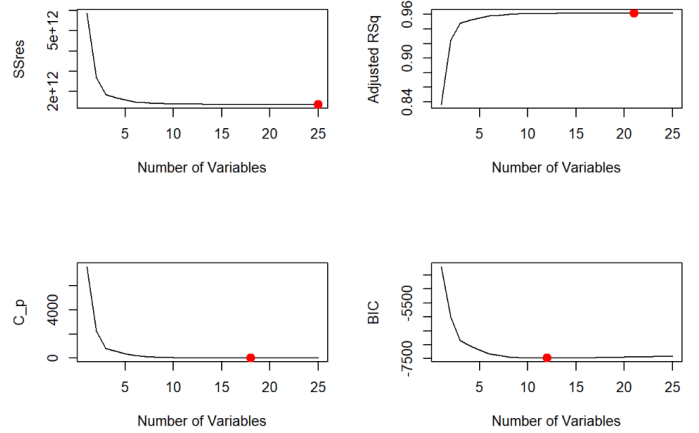 SSres
5e+12
2e+12
5 10 15 20 25
Number of Variables
Adjusted RSq
0.96
0.90
0.84
5 10 15 20 25
Number of Variables
C_p
4000
0
5 10 15 20 25
Number of Variables
BIC
-5500
-7500
5 10 15 20 25
Number of Variables